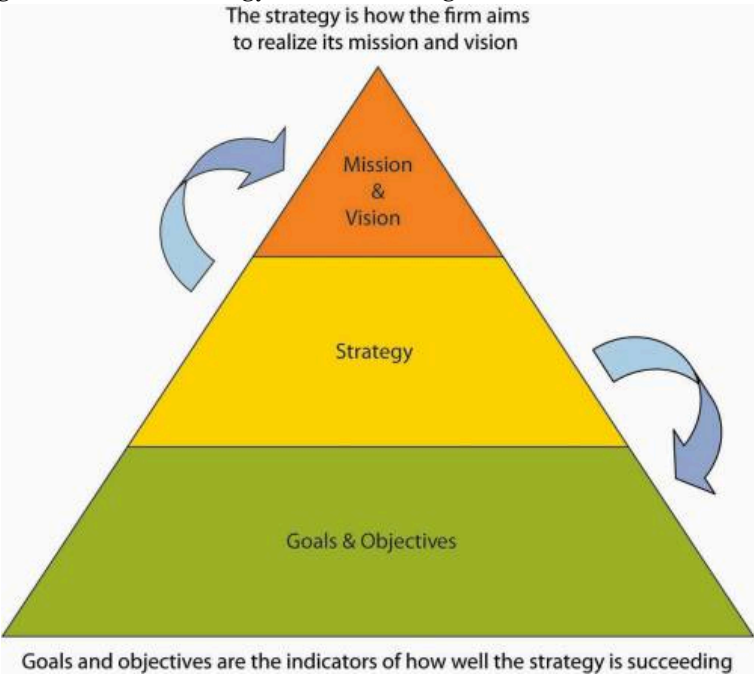 The strategy is how the firm aims
to realize its mission and vision
Mission
&
Vision
Strategy
Goals & Objectives
Goals and objectives are the indicators of how well the strategy is succeeding